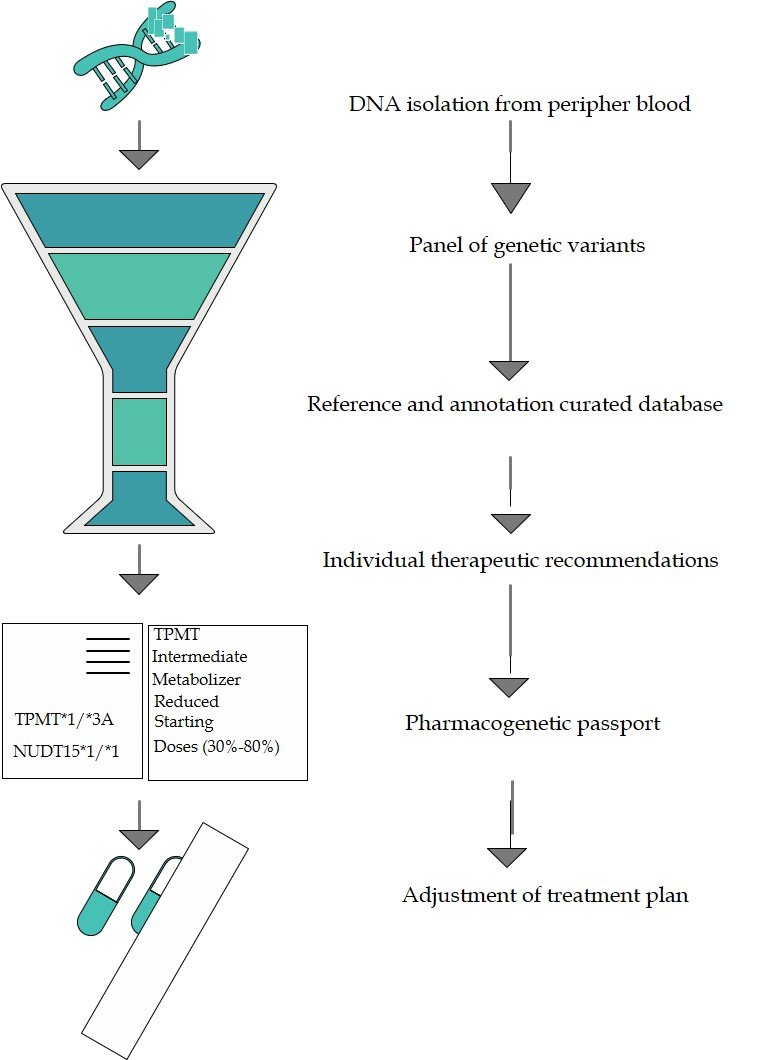 DNA isolation from peripher blood
Panel of genetic variants
Reference and annotation curated database
Individual therapeutic recommendations
TPMT*1/*3A
NUDT15*1/*1
TPMT
Intermediate
Metabolizer
Reduced
Starting
Doses (30%-80%)
Pharmacogenetic passport
Adjustment of treatment plan